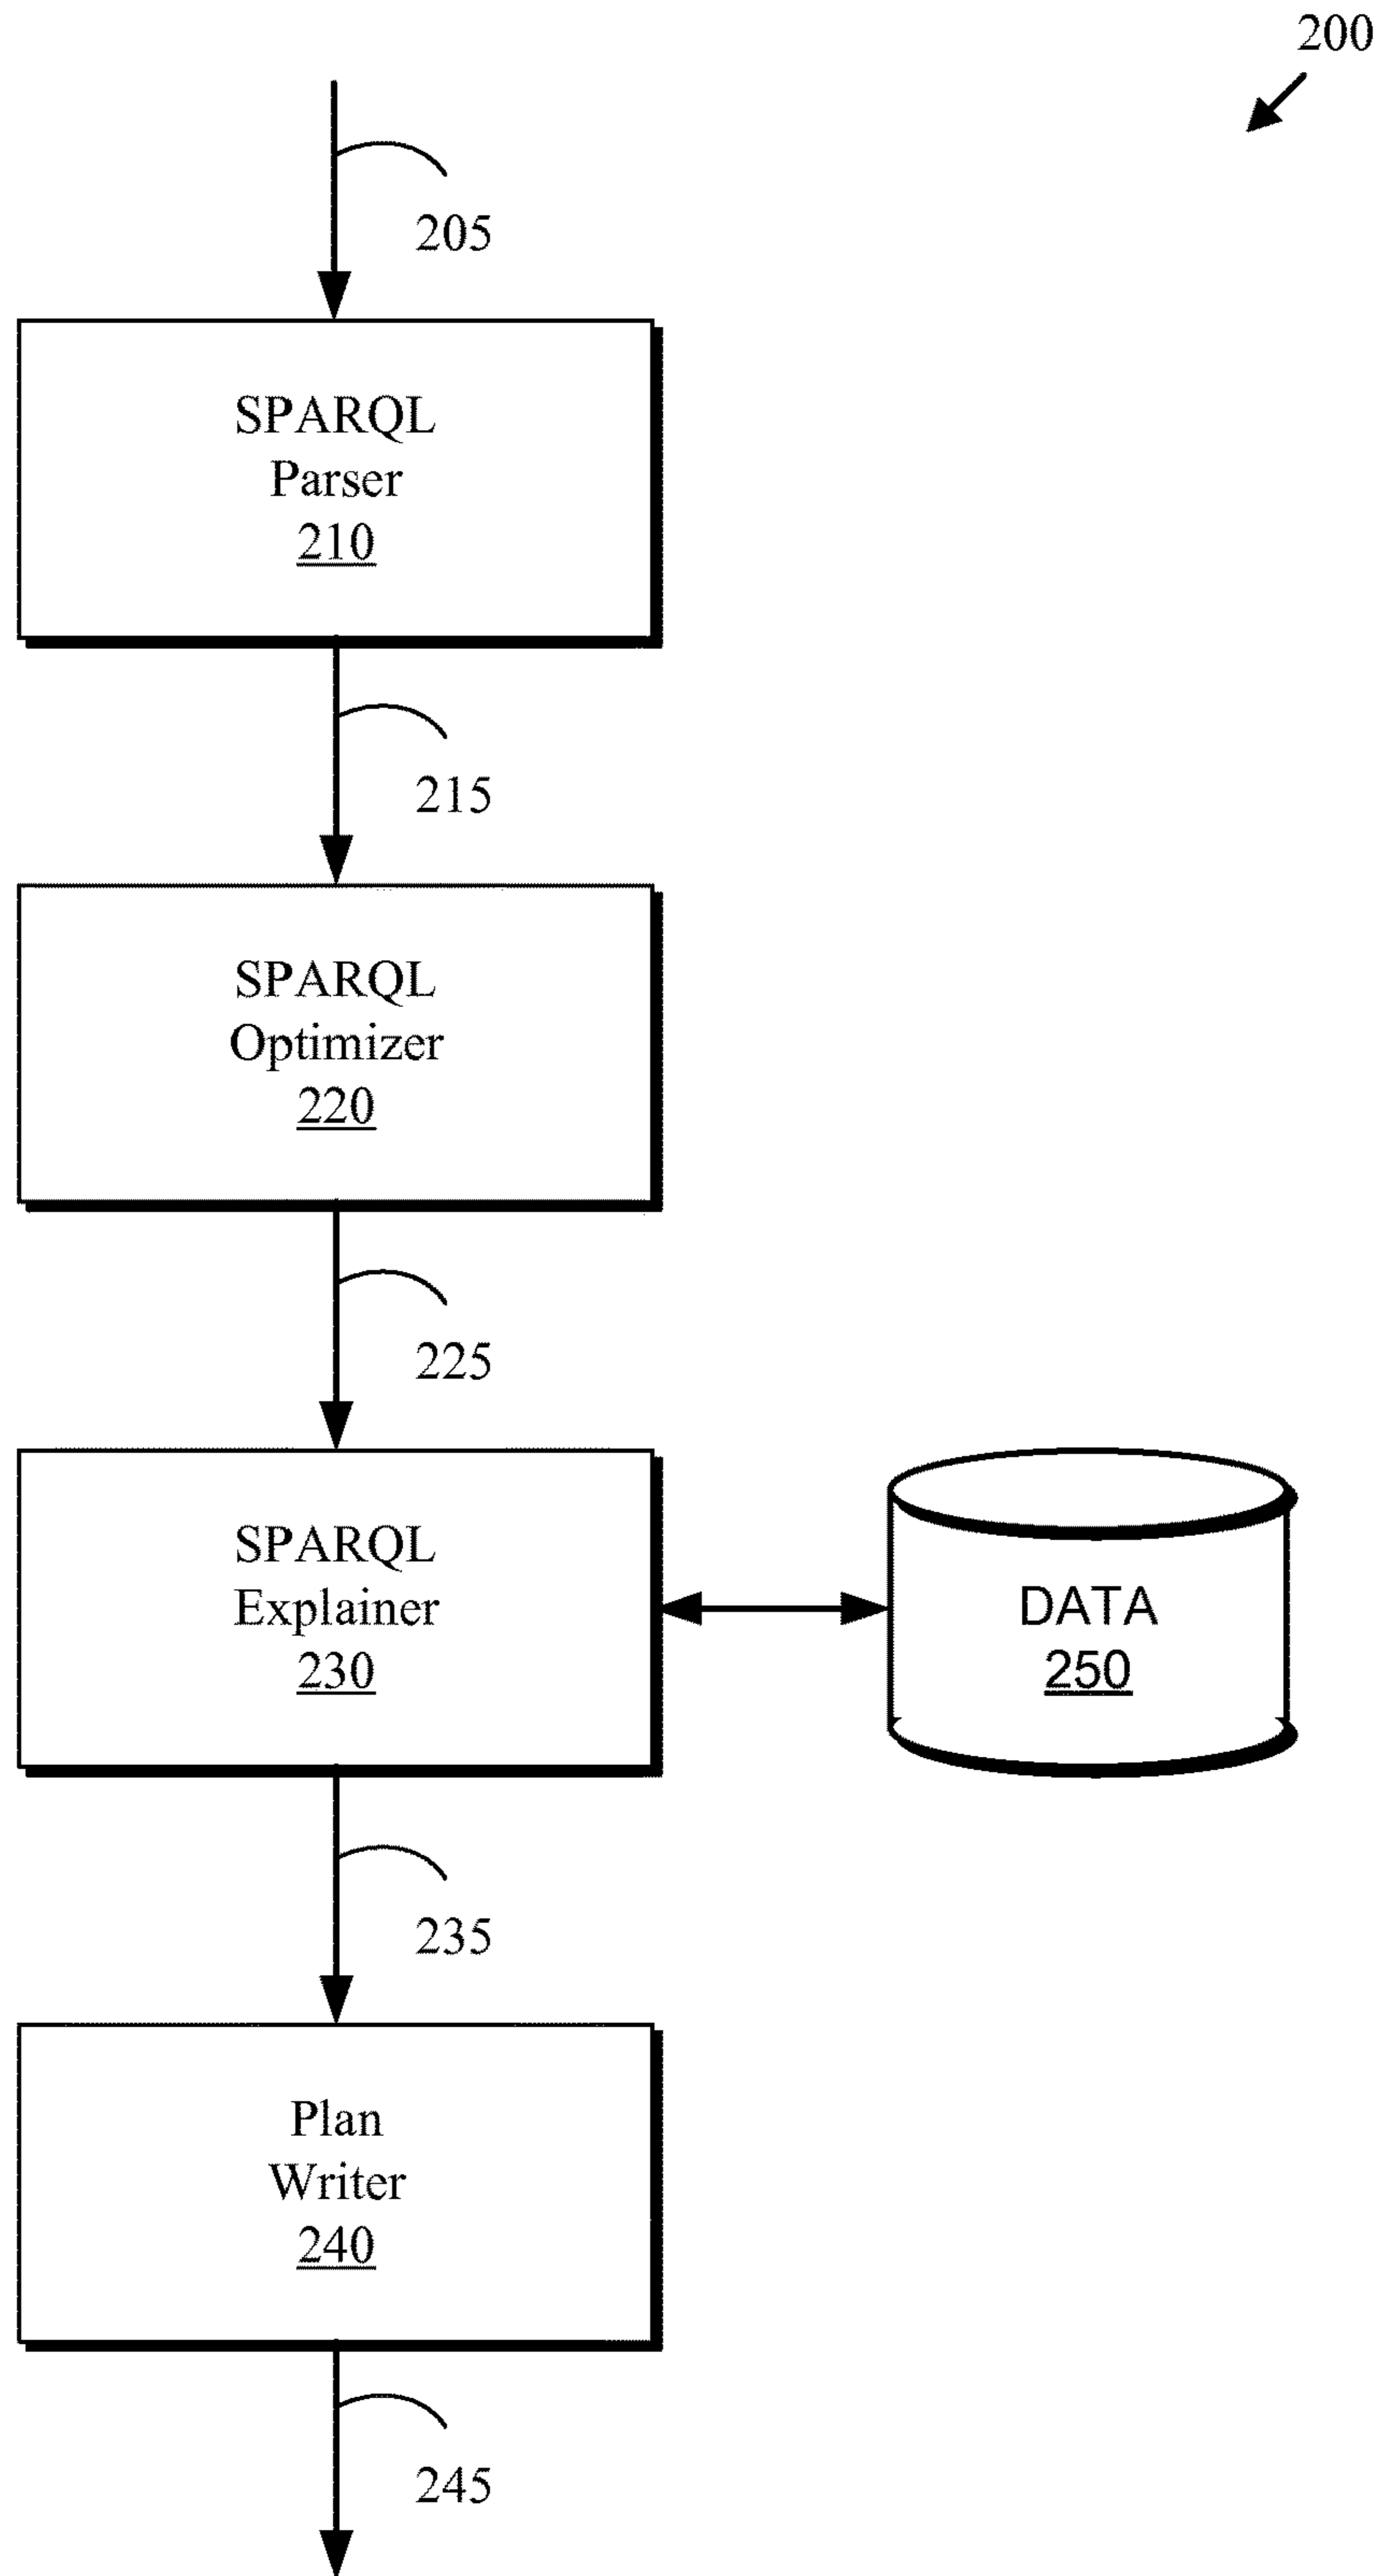 200
205
SPARQL
Parser
210
215
SPARQL
Optimizer
220
225
SPARQL
Explainer
230
DATA
250
235
Plan
Writer
240
245